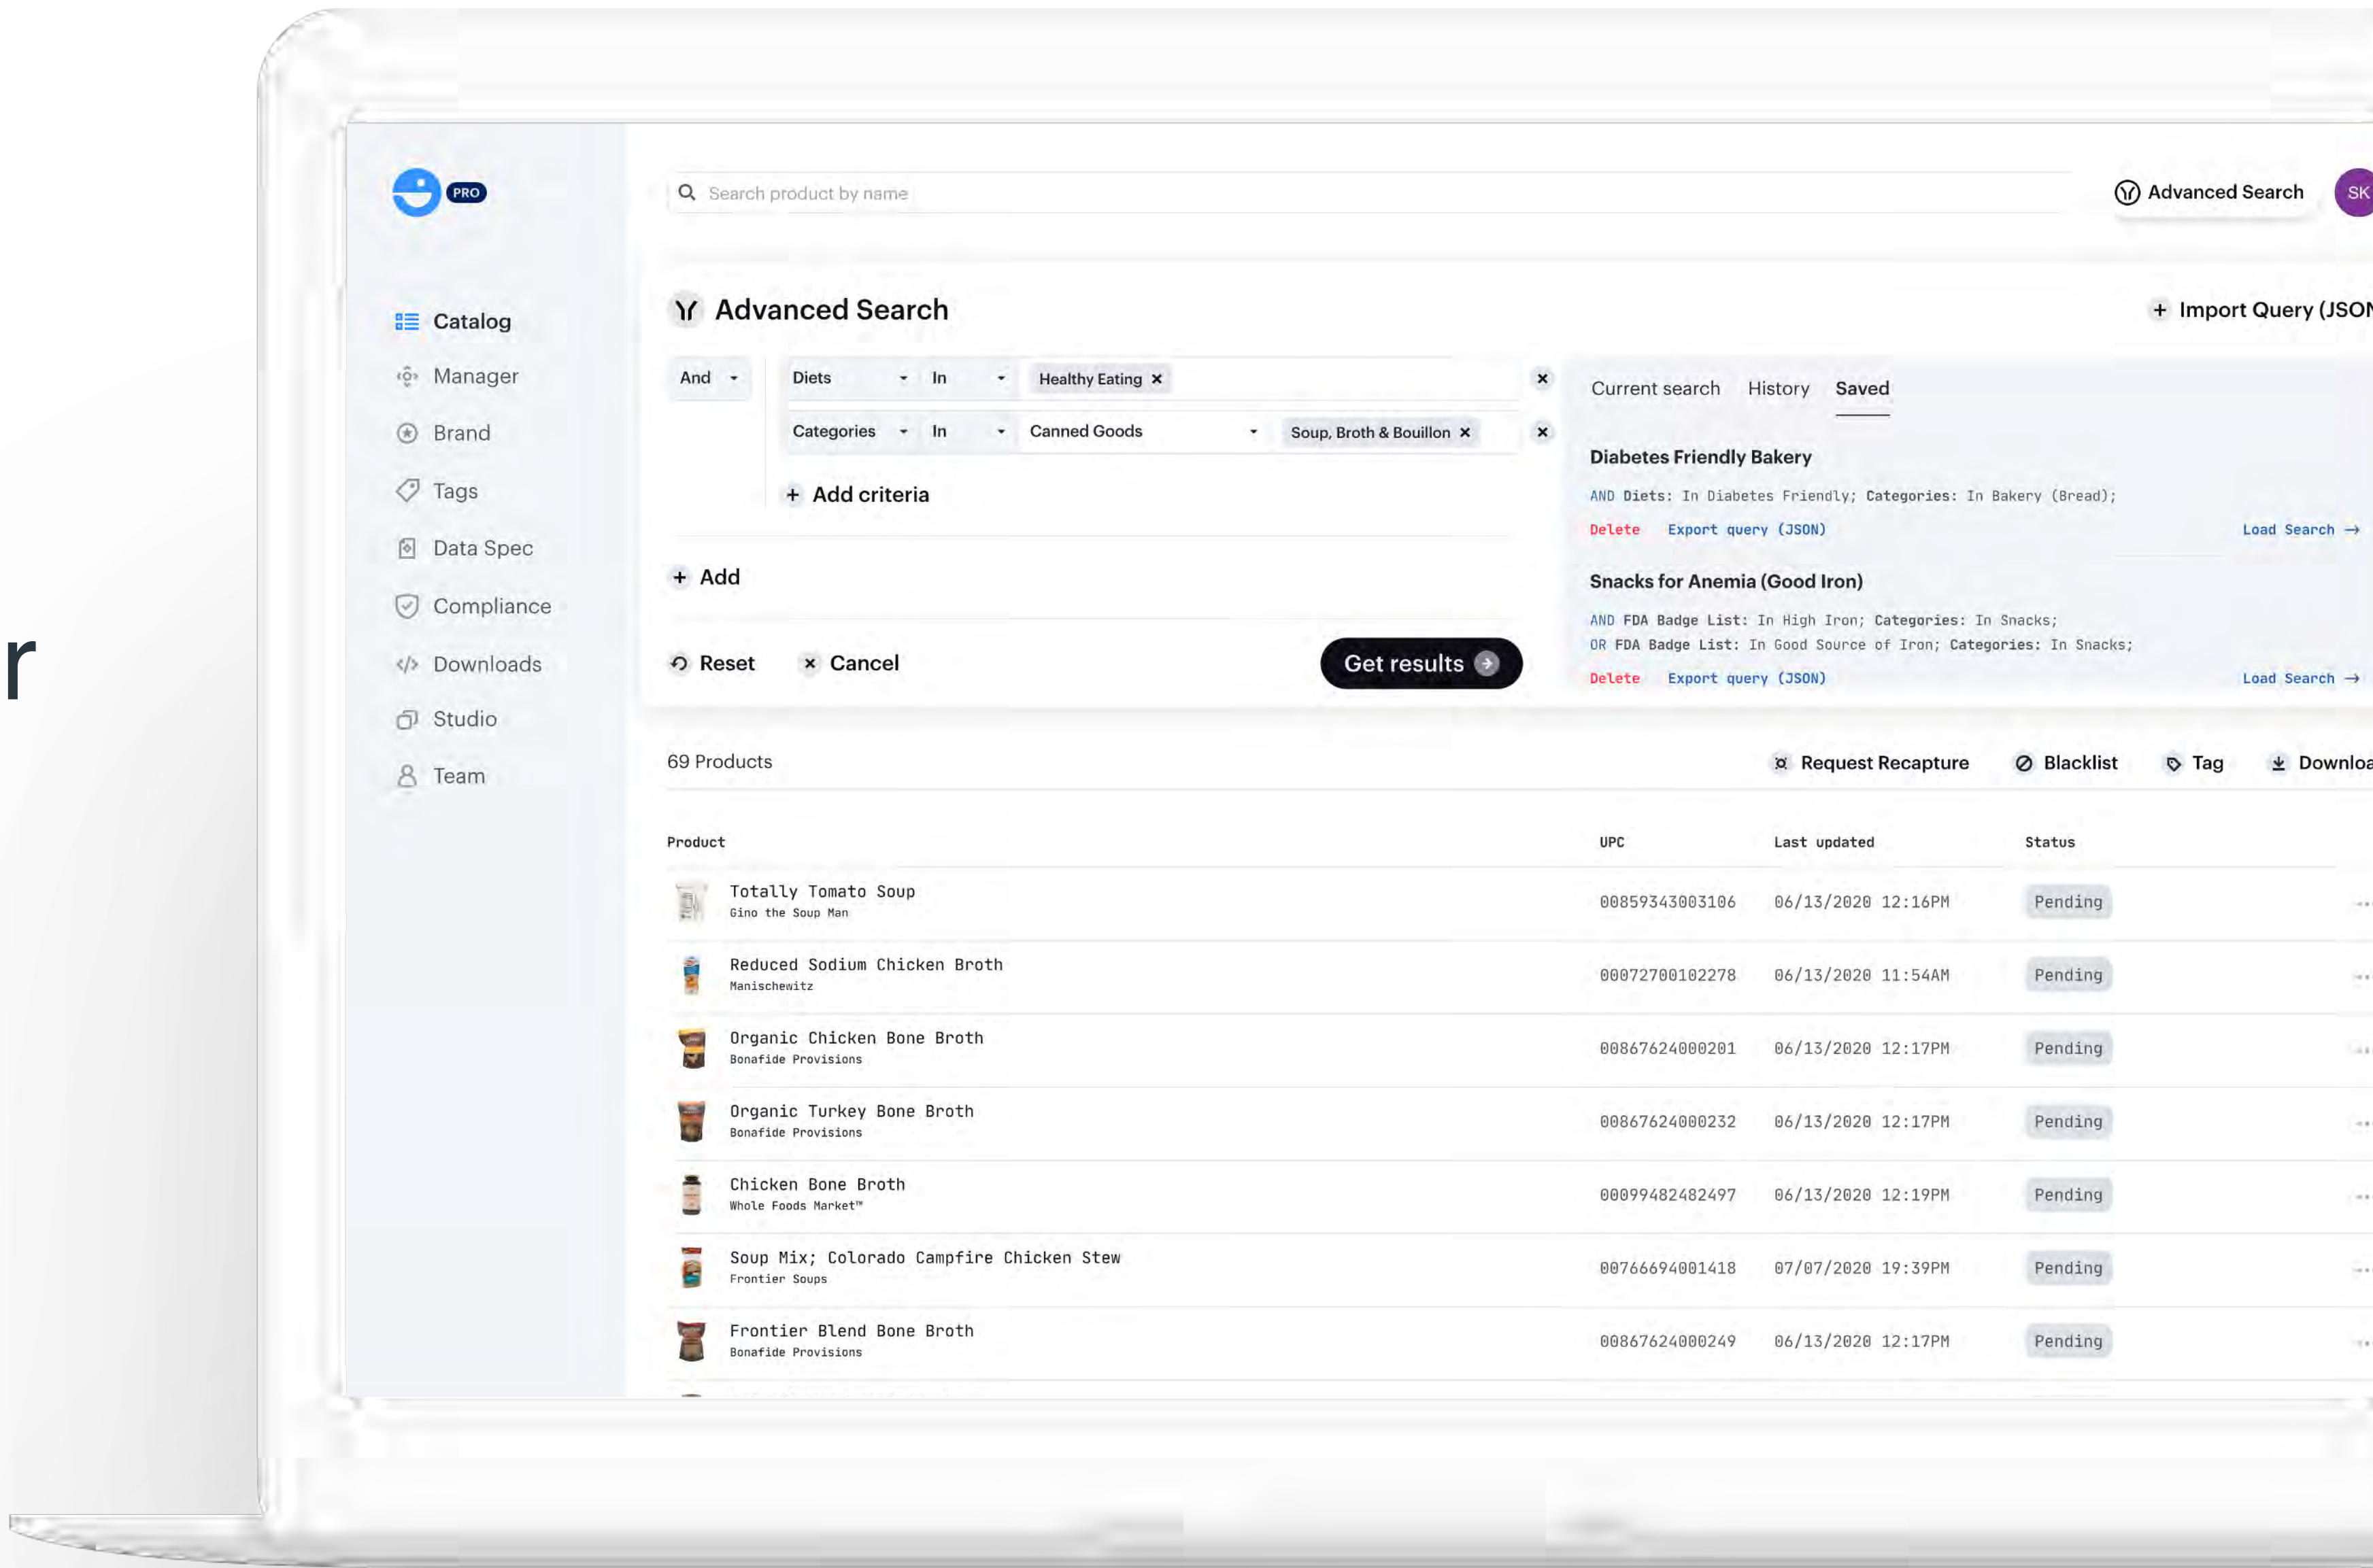 r
PRO
Search product by name
Advanced Search
SK
Catalog
Manager
Brand
Tags
Data Spec
Compliance
Downloads
Studio
Team
Advanced Search
+ Import Query (JSON
And Diets In Healthy Eating ×
Categories In Canned Goods Soup, Broth & Bouillon ×
+ Add criteria
+ Add
Reset × Cancel Get results
Current search History Saved
Diabetes Friendly Bakery
AND Diets: In Diabetes Friendly; Categories: In Bakery (Bread);
Delete Export query (JSON) Load Search →
Snacks for Anemia (Good Iron)
AND FDA Badge List: In High Iron; Categories: In Snacks;
OR FDA Badge List: In Good Source of Iron; Categories: In Snacks;
Delete Export query (JSON) Load Search →
69 Products Request Recapture Blacklist Tag Downloa
Product UPC Last updated Status
Totally Tomato Soup
Gino the Soup Man
00859343003106 06/13/2020 12:16PM Pending
Reduced Sodium Chicken Broth
Manischewitz
00072700102278 06/13/2020 11:54AM Pending
Organic Chicken Bone Broth
Bonafide Provisions
00867624000201 06/13/2020 12:17PM Pending
Organic Turkey Bone Broth
Bonafide Provisions
00867624000232 06/13/2020 12:17PM Pending
Chicken Bone Broth
Whole Foods Market™
00099482482497 06/13/2020 12:19PM Pending
Soup Mix; Colorado Campfire Chicken Stew
Frontier Soups
00766694001418 07/07/2020 19:39PM Pending
Frontier Blend Bone Broth
Bonafide Provisions
00867624000249 06/13/2020 12:17PM Pending